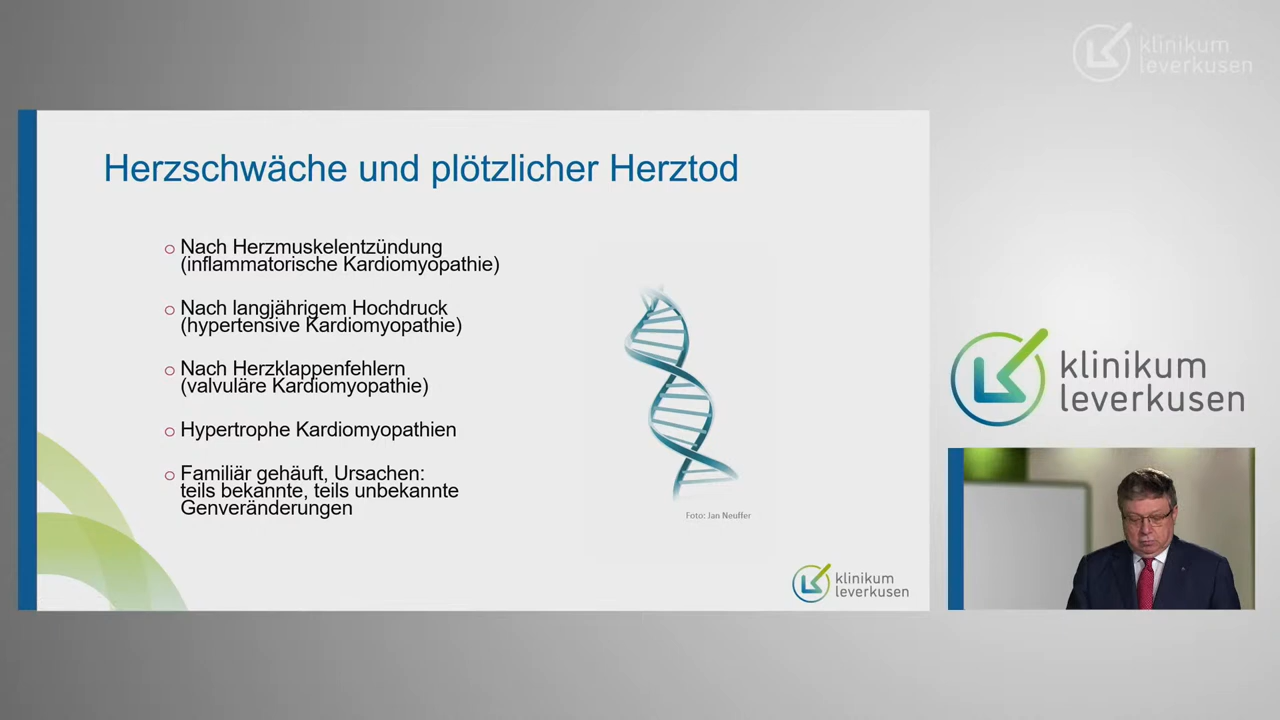 klinikum
leverkusen
Herzschwäche und plötzlicher Herztod
o Nach Herzmuskelentzündung
(inflammatorische Kardiomyopathie)
o Nach langjährigem Hochdruck
(hypertensive Kardiomyopathie)
o Nach Herzklappenfehlern
(valvuläre Kardiomyopathie)
o Hypertrophe Kardiomyopathien
o Familiär gehäuft, Ursachen:
teils bekannte, teils unbekannte
Genveränderungen
Foto: Jan Neuffer
klinikum
leverkusen
klinikum
leverkusen